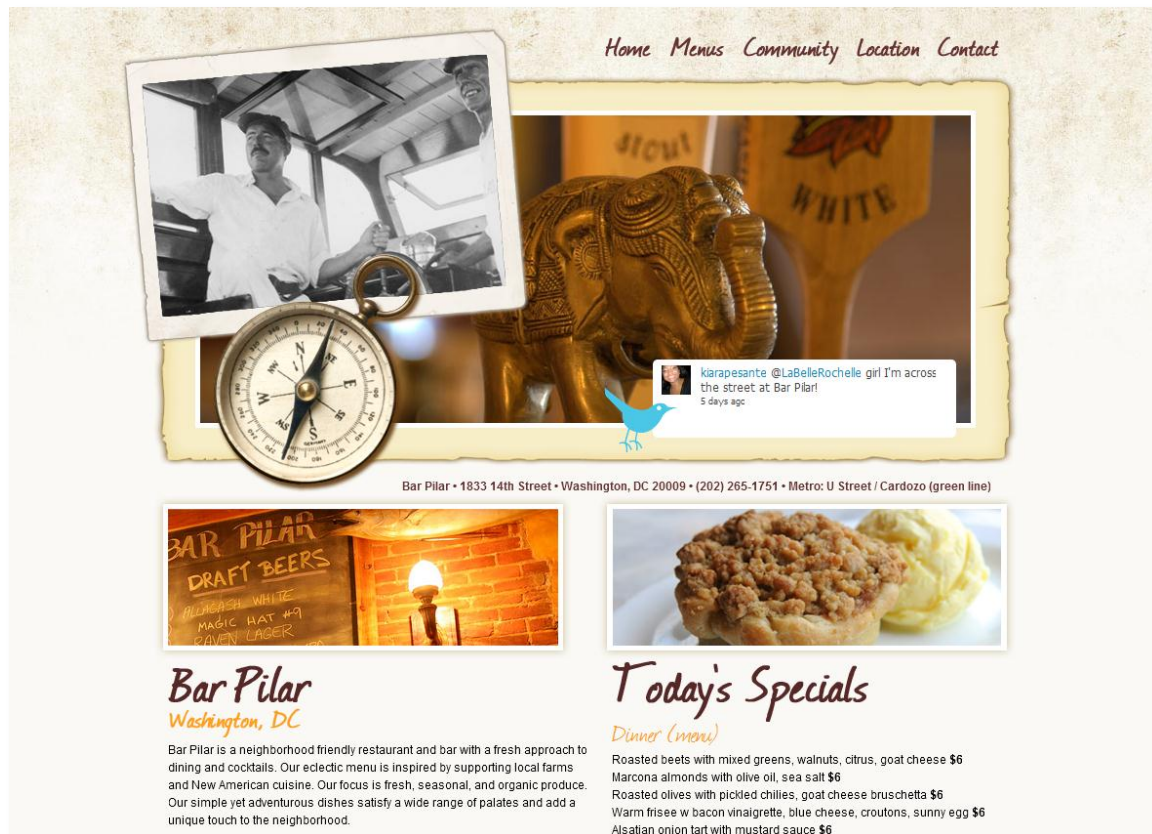 Home Menus Community Location Contact
stout
WHITE
N
NE
E
SE
S
SW
W
NW
kiarapesante @LaBelleRochelle girl I'm across
the street at Bar Pilar!
5 days ago
Bar Pilar • 1833 14th Street • Washington, DC 20009 • (202) 265-1751 • Metro: U Street / Cardozo (green line)
BAR PILAR
DRAFT BEERS
ALLAGASH WHITE
MAGIC HAT #9
RAVEN LAGER
Bar Pilar
Washington, DC
Bar Pilar is a neighborhood friendly restaurant and bar with a fresh approach to
dining and cocktails. Our eclectic menu is inspired by supporting local farms
and New American cuisine. Our focus is fresh, seasonal, and organic produce.
Our simple yet adventurous dishes satisfy a wide range of palates and add a
unique touch to the neighborhood.
Today's Specials
Dinner (menu)
Roasted beets with mixed greens, walnuts, citrus, goat cheese $6
Marcona almonds with olive oil, sea salt $6
Roasted olives with pickled chilies, goat cheese bruschetta $6
Warm frisee w bacon vinaigrette, blue cheese, croutons, sunny egg $6
Alsatian onion tart with mustard sauce $6